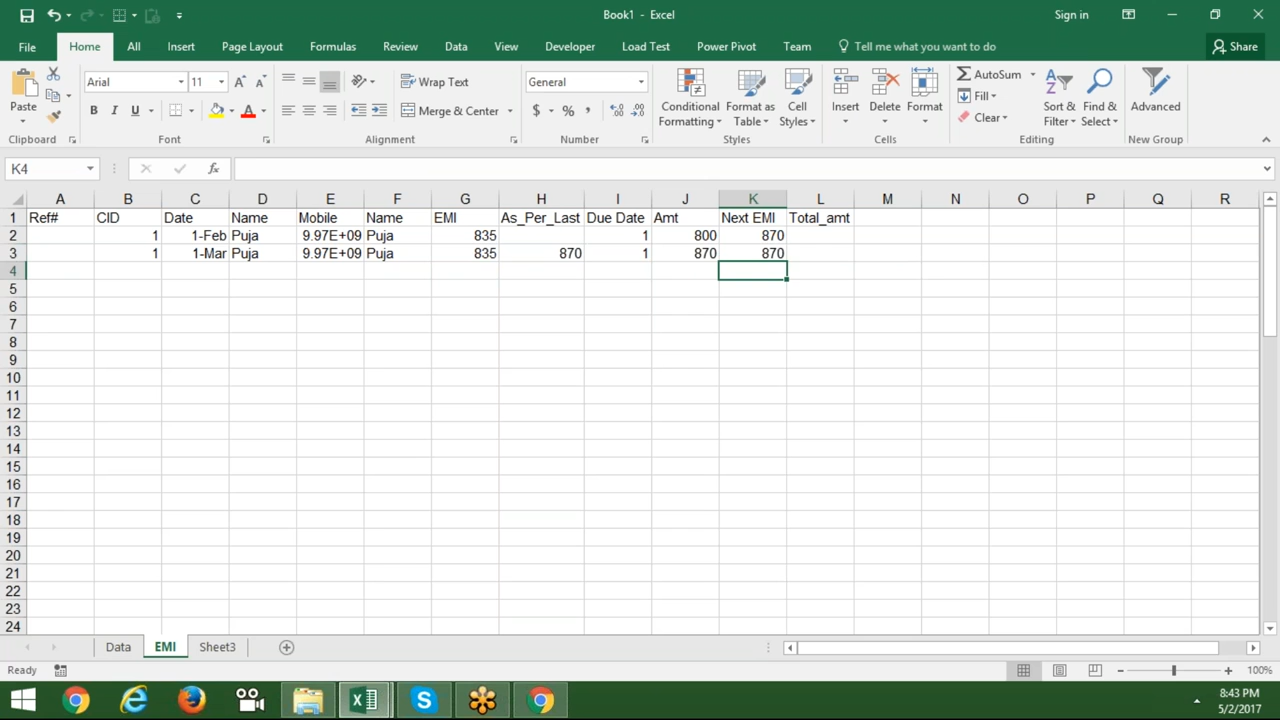 Book1 - Excel
Sign in
File Home All Insert Page Layout Formulas Review Data View Developer Load Test Power Pivot Team Tell me what you want to do Share
Paste
Arial 11
B I U
Wrap Text
Merge & Center
General
$ % ,
Conditional Formatting
Format as Table
Cell Styles
Insert Delete Format
AutoSum
Fill
Clear
Sort & Filter
Find & Select
Advanced
Clipboard Font Alignment Number Styles Cells Editing New Group
K4 fx
A B C D E F G H I J K L M N O P Q R
1 Ref# CID Date Name Mobile Name EMI As_Per_Last Due Date Amt Next EMI Total_amt
2 1 1-Feb Puja 9.97E+09 Puja 835 1 800 870
3 1 1-Mar Puja 9.97E+09 Puja 835 870 1 870 870
4
5
6
7
8
9
10
11
12
13
14
15
16
17
18
19
20
21
22
23
24
Data EMI Sheet3
Ready 100%
8:43 PM
5/2/2017